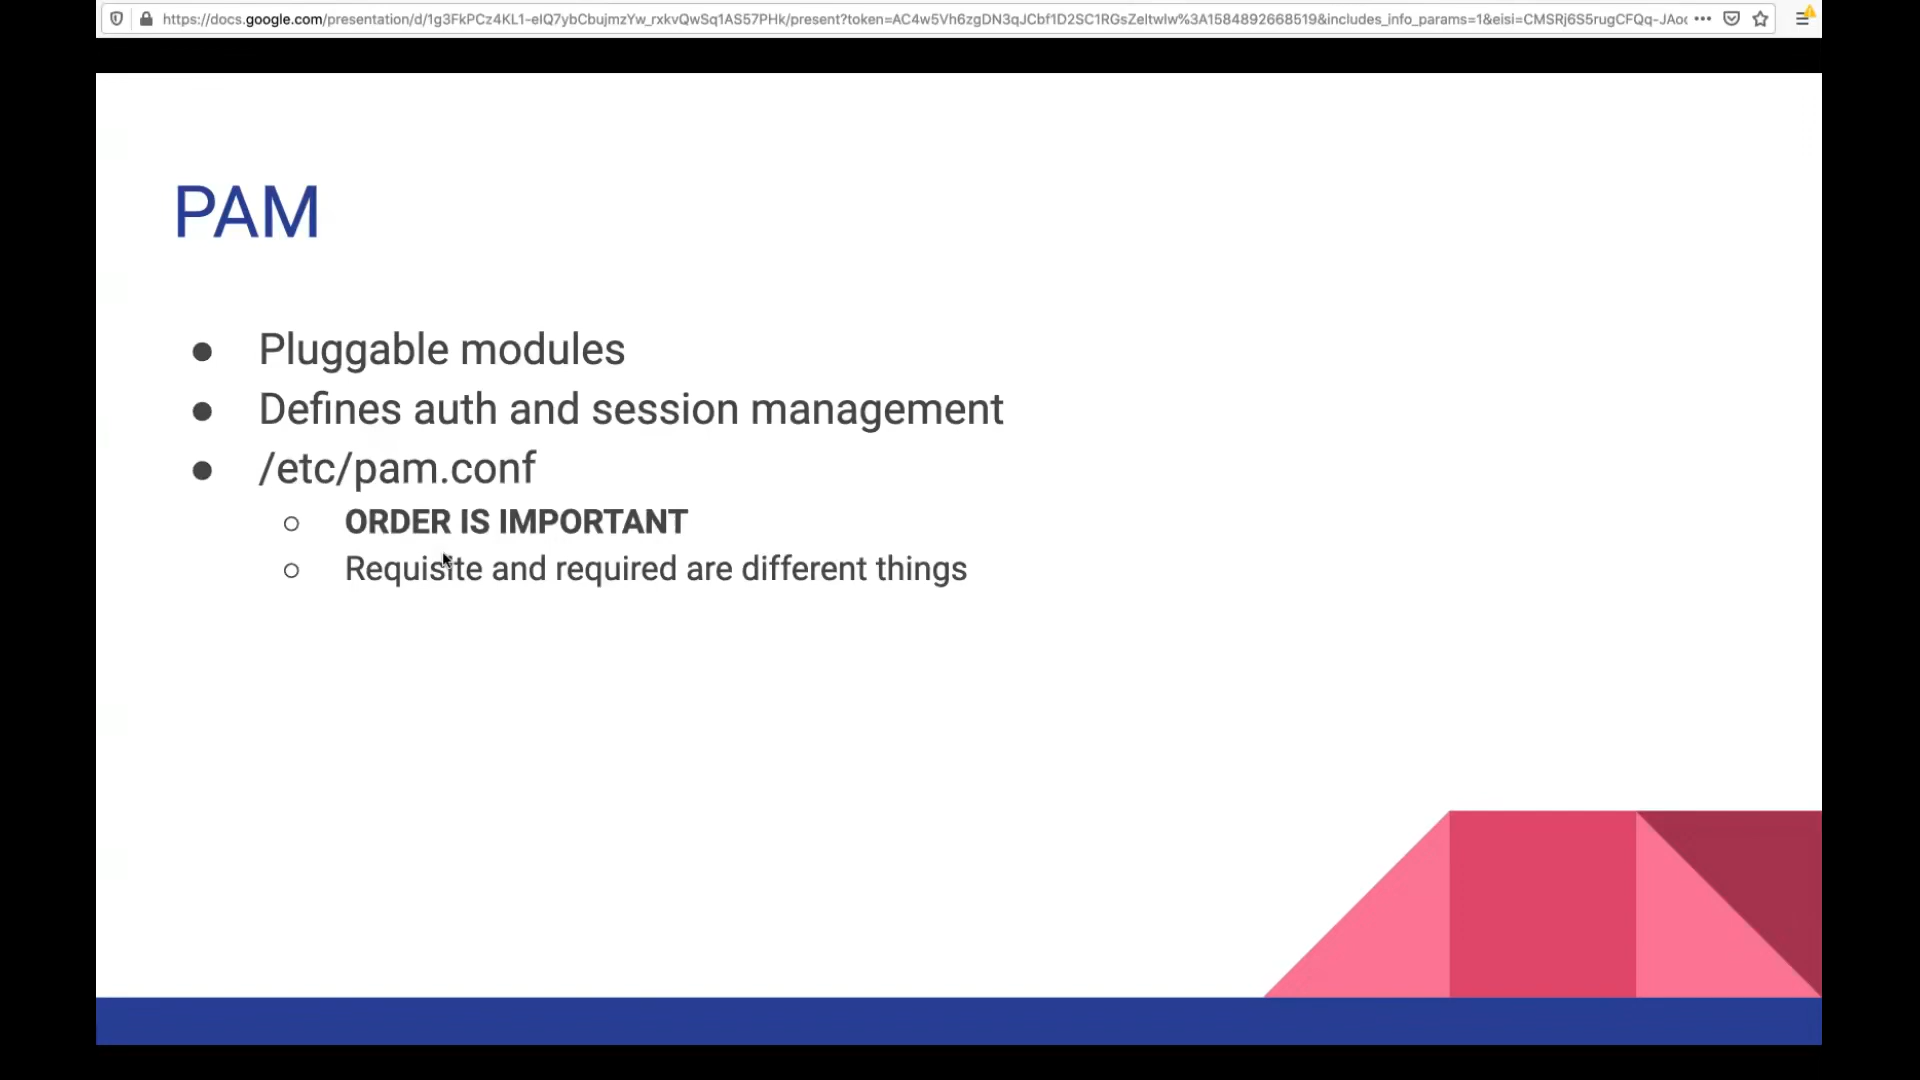 PAM
Pluggable modules
Defines auth and session management
/etc/pam.conf
ORDER IS IMPORTANT
Requisite and required are different things